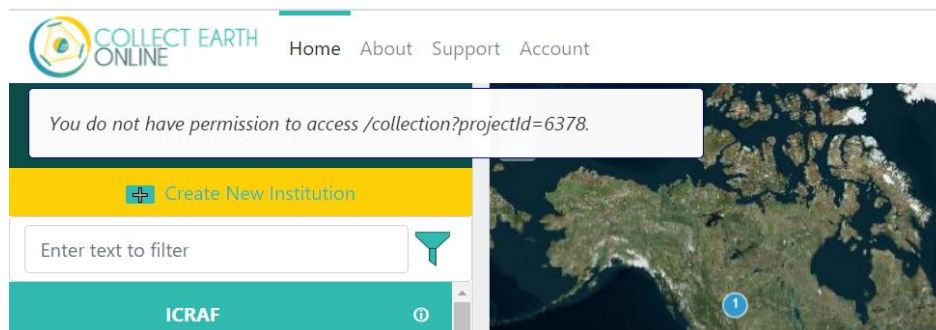 COLLECT EARTH
ONLINE
Home About Support Account
You do not have permission to access /collection?projectId=6378.
Create New Institution
Enter text to filter
ICRAF
1